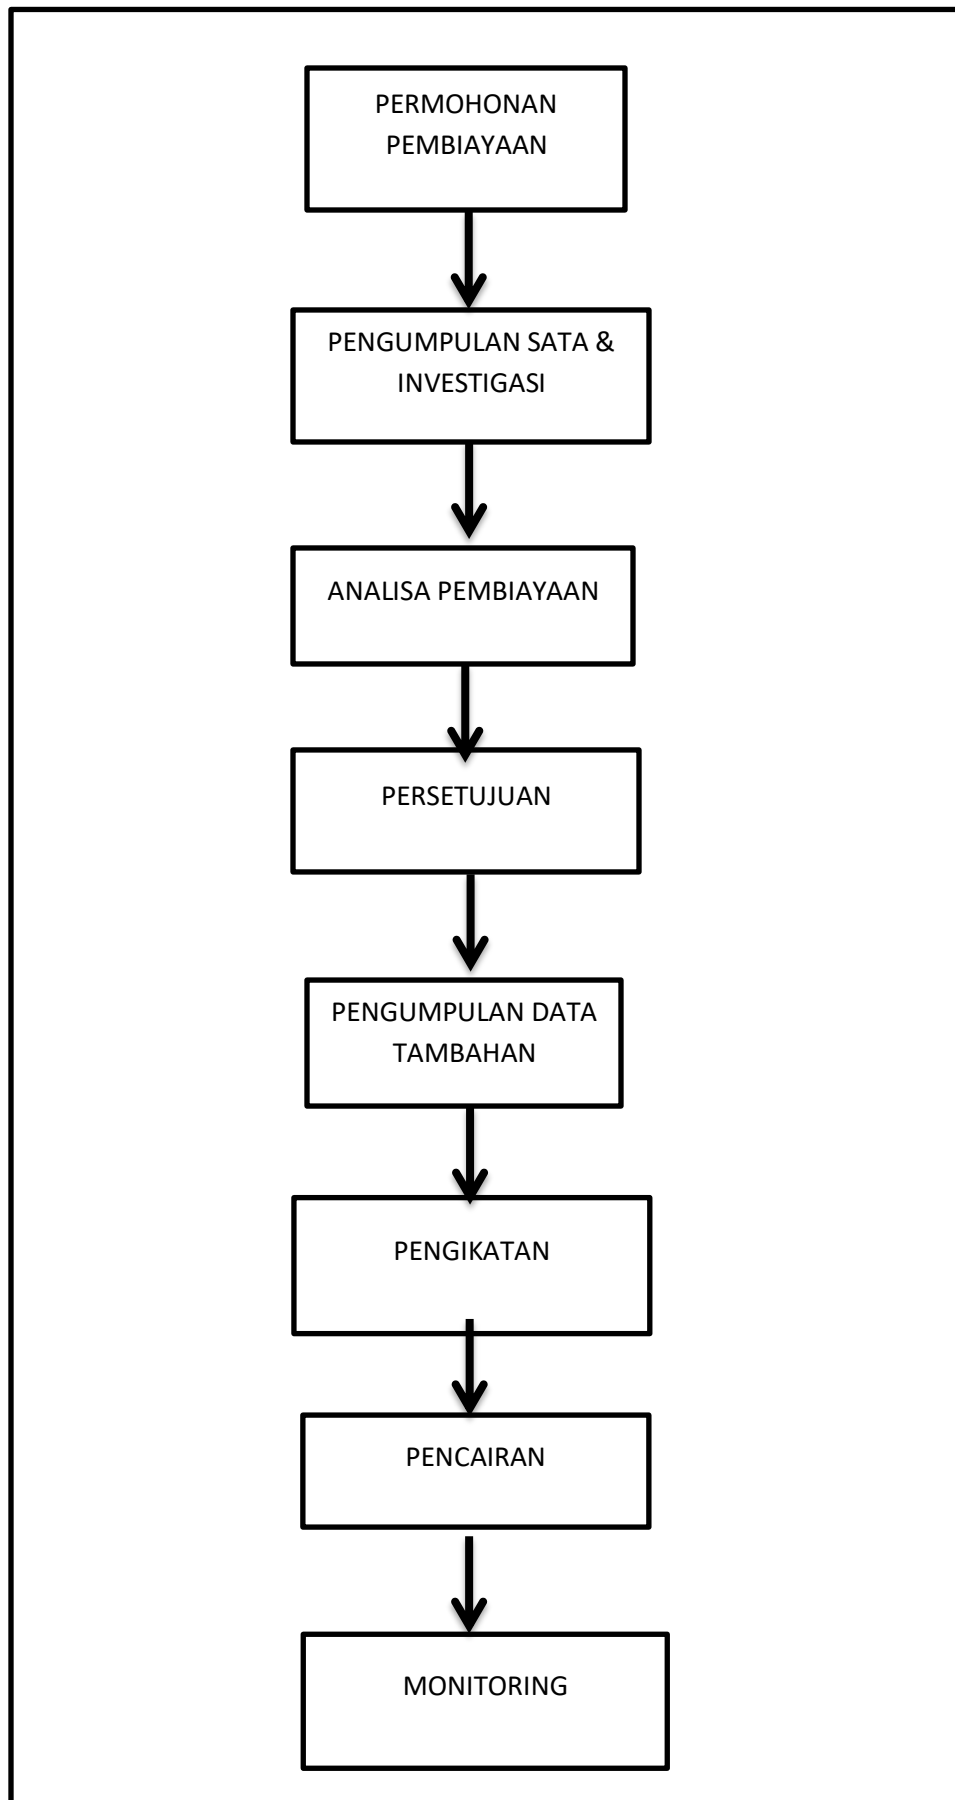 PERMOHONAN
PEMBIAYAAN
PENGUMPULAN SATA &
INVESTIGASI
ANALISA PEMBIAYAAN
PERSETUJUAN
PENGUMPULAN DATA
TAMBAHAN
PENGIKATAN
PENCAIRAN
MONITORING